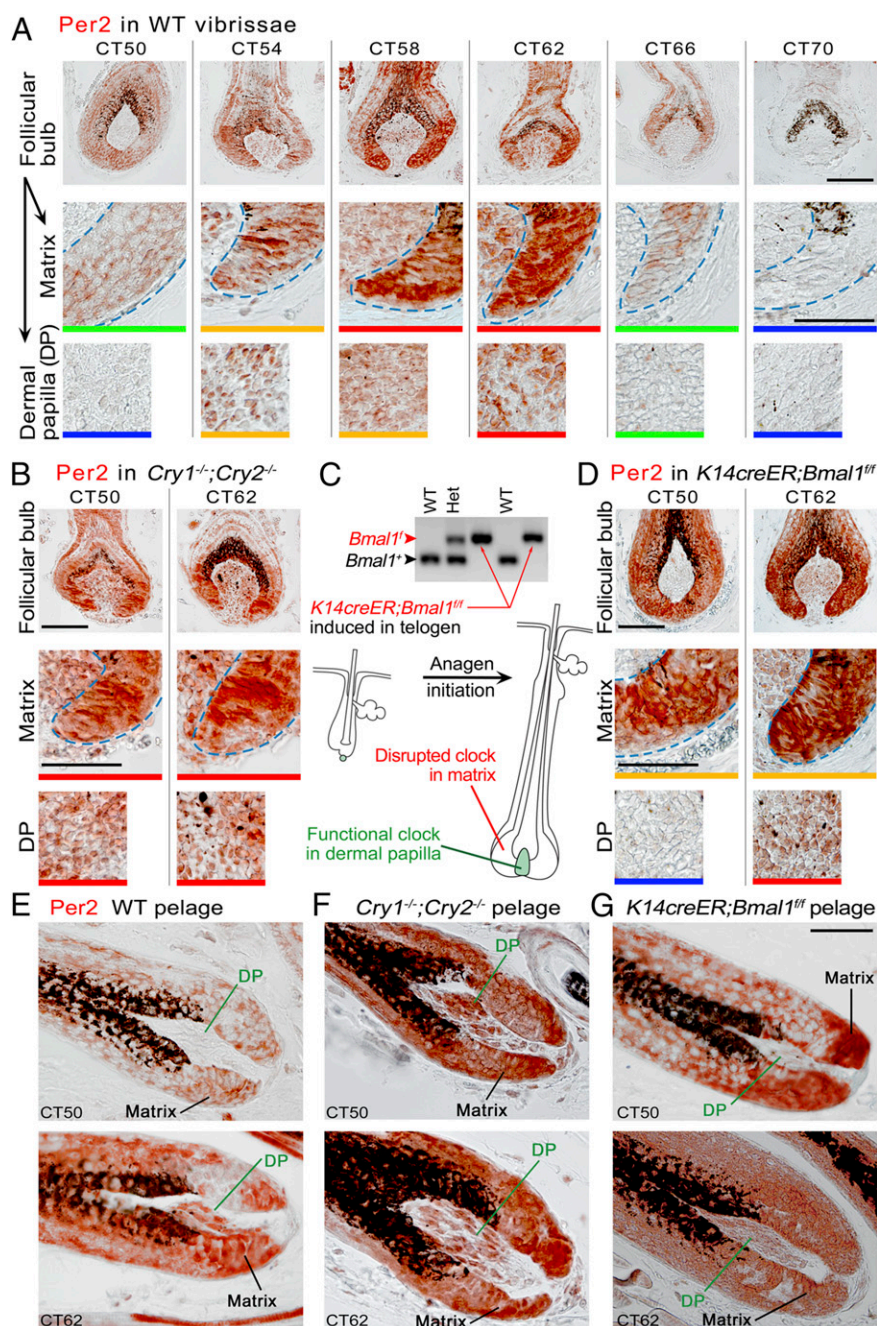 A Per2 in WT vibrissae
CT50 CT54 CT58 CT62 CT66 CT70
Follicular bulb
Matrix
Dermal papilla (DP)
B Per2 in Cry1-/-;Cry2-/-
CT50 CT62
Follicular bulb
Matrix
DP
C
WT Het WT
Bmal1f
Bmal1+
K14creER;Bmal1f/f
induced in telogen
Anagen
initiation
Disrupted clock
in matrix
Functional clock
in dermal papilla
D Per2 in K14creER;Bmal1f/f
CT50 CT62
Follicular bulb
Matrix
DP
E Per2 WT pelage
DP
Matrix
CT50
DP
Matrix
CT62
F Cry1-/-;Cry2-/- pelage
DP
Matrix
CT50
DP
Matrix
CT62
G K14creER;Bmal1f/f pelage
Matrix
DP
CT50
DP
Matrix
CT62